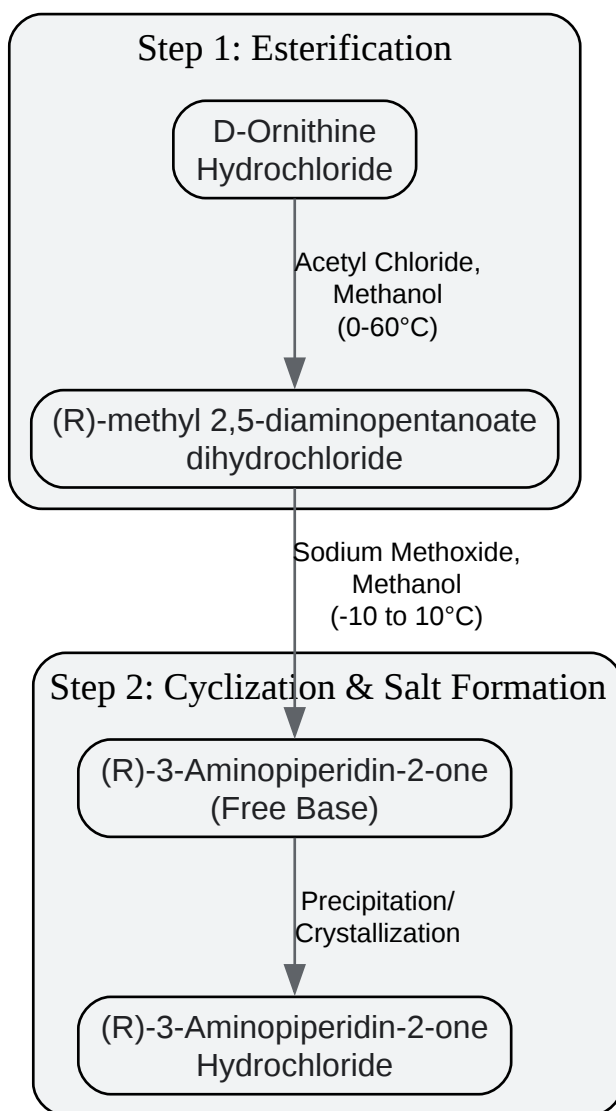 Step 1: Esterification
D-Ornithine
Hydrochloride
Acetyl Chloride,
Methanol
(0-60°C)
(R)-methyl 2,5-diaminopentanoate
dihydrochloride
Sodium Methoxide,
Methanol
(-10 to 10°C)
Step 2: Cyclization & Salt Formation
(R)-3-Aminopiperidin-2-one
(Free Base)
Precipitation/
Crystallization
(R)-3-Aminopiperidin-2-one
Hydrochloride